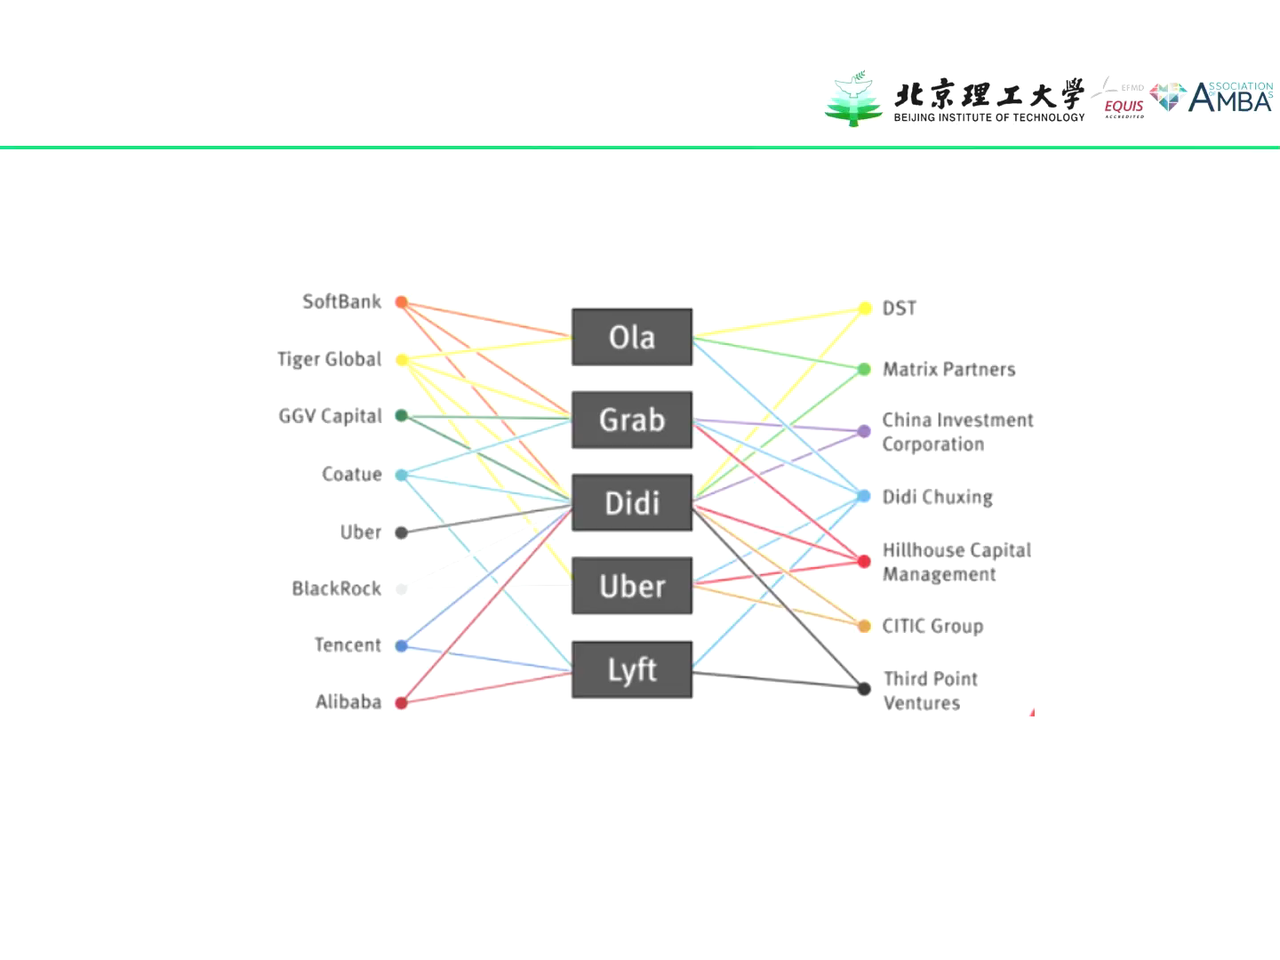 北京理工大学
BEIJING INSTITUTE OF TECHNOLOGY
EFMD
EQUIS
ACCREDITED
ASSOCIATION
OF
AMBA
S
SoftBank
Tiger Global
GGV Capital
Coatue
Uber
BlackRock
Tencent
Alibaba
Ola
Grab
Didi
Uber
Lyft
DST
Matrix Partners
China Investment
Corporation
Didi Chuxing
Hillhouse Capital
Management
CITIC Group
Third Point
Ventures